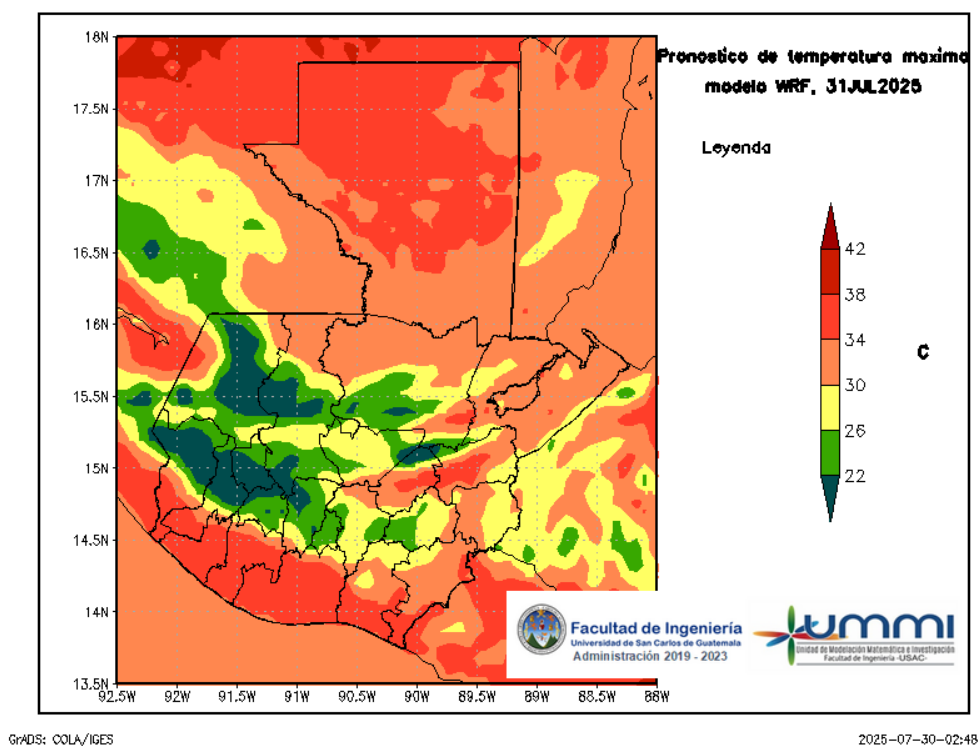 Pronostico de temperatura maxima
modelo WRF, 31JUL2025
Leyenda
42
38
34
30
26
22
C
18N
17.5N
17N
16.5N
16N
15.5N
15N
14.5N
14N
13.5N
92.5W 92W 91.5W 91W 90.5W 90W 89.5W 89W 88.5W 88W
Facultad de Ingeniería
Universidad de San Carlos de Guatemala
Administración 2019 - 2023
ummi
Unidad de Modelación Matemática e Investigación
Facultad de Ingeniería -USAC-
GrADS: COLA/IGES
2025-07-30-02:48